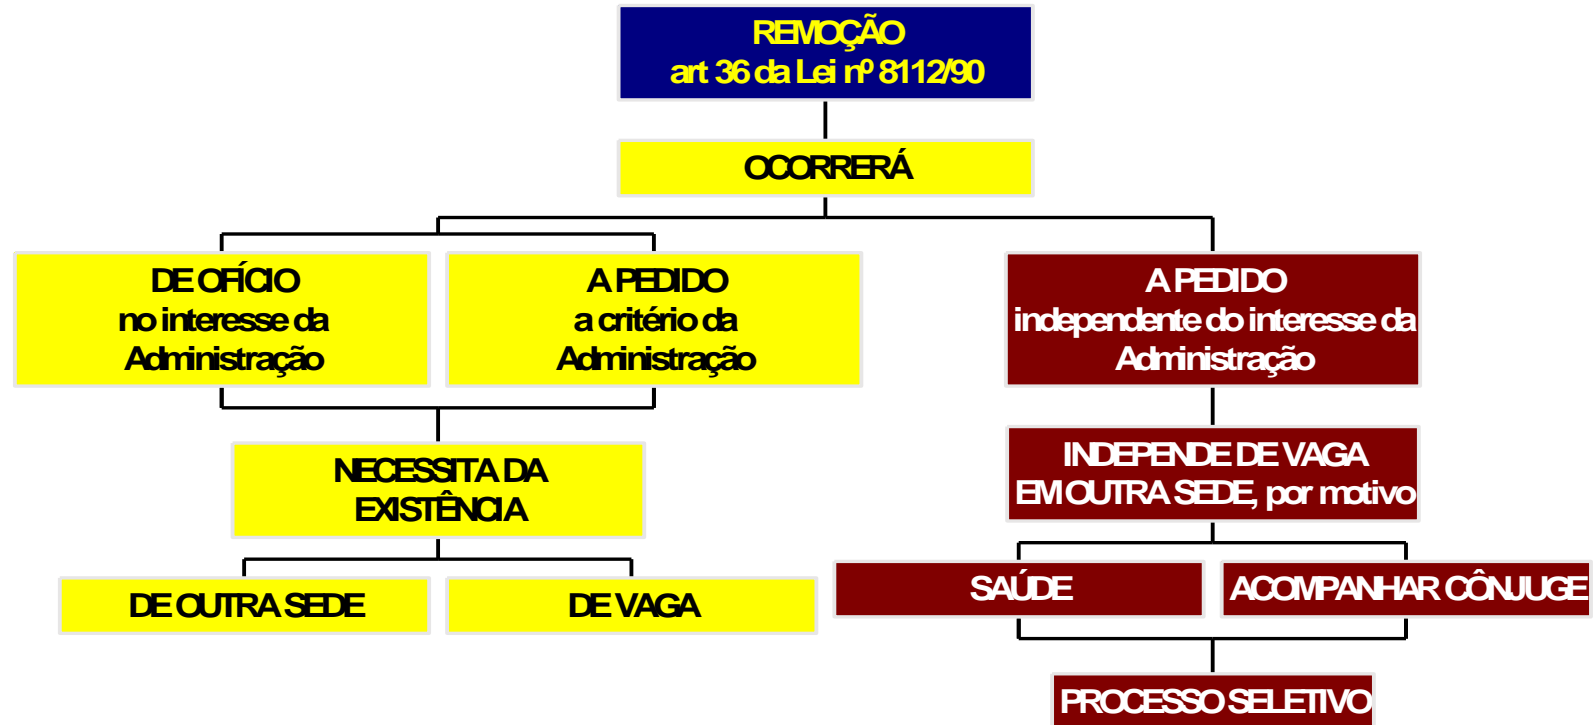 REMOÇÃO
art 36 da Lei nº 8112/90
OCORRERÁ
DE OFÍCIO
no interesse da
Administração
A PEDIDO
a critério da
Administração
A PEDIDO
independente do interesse da
Administração
NECESSITA DA
EXISTÊNCIA
INDEPENDE DE VAGA
EM OUTRA SEDE, por motivo
DE OUTRA SEDE
DE VAGA
SAÚDE
ACOMPANHAR CÔNJUGE
PROCESSO SELETIVO